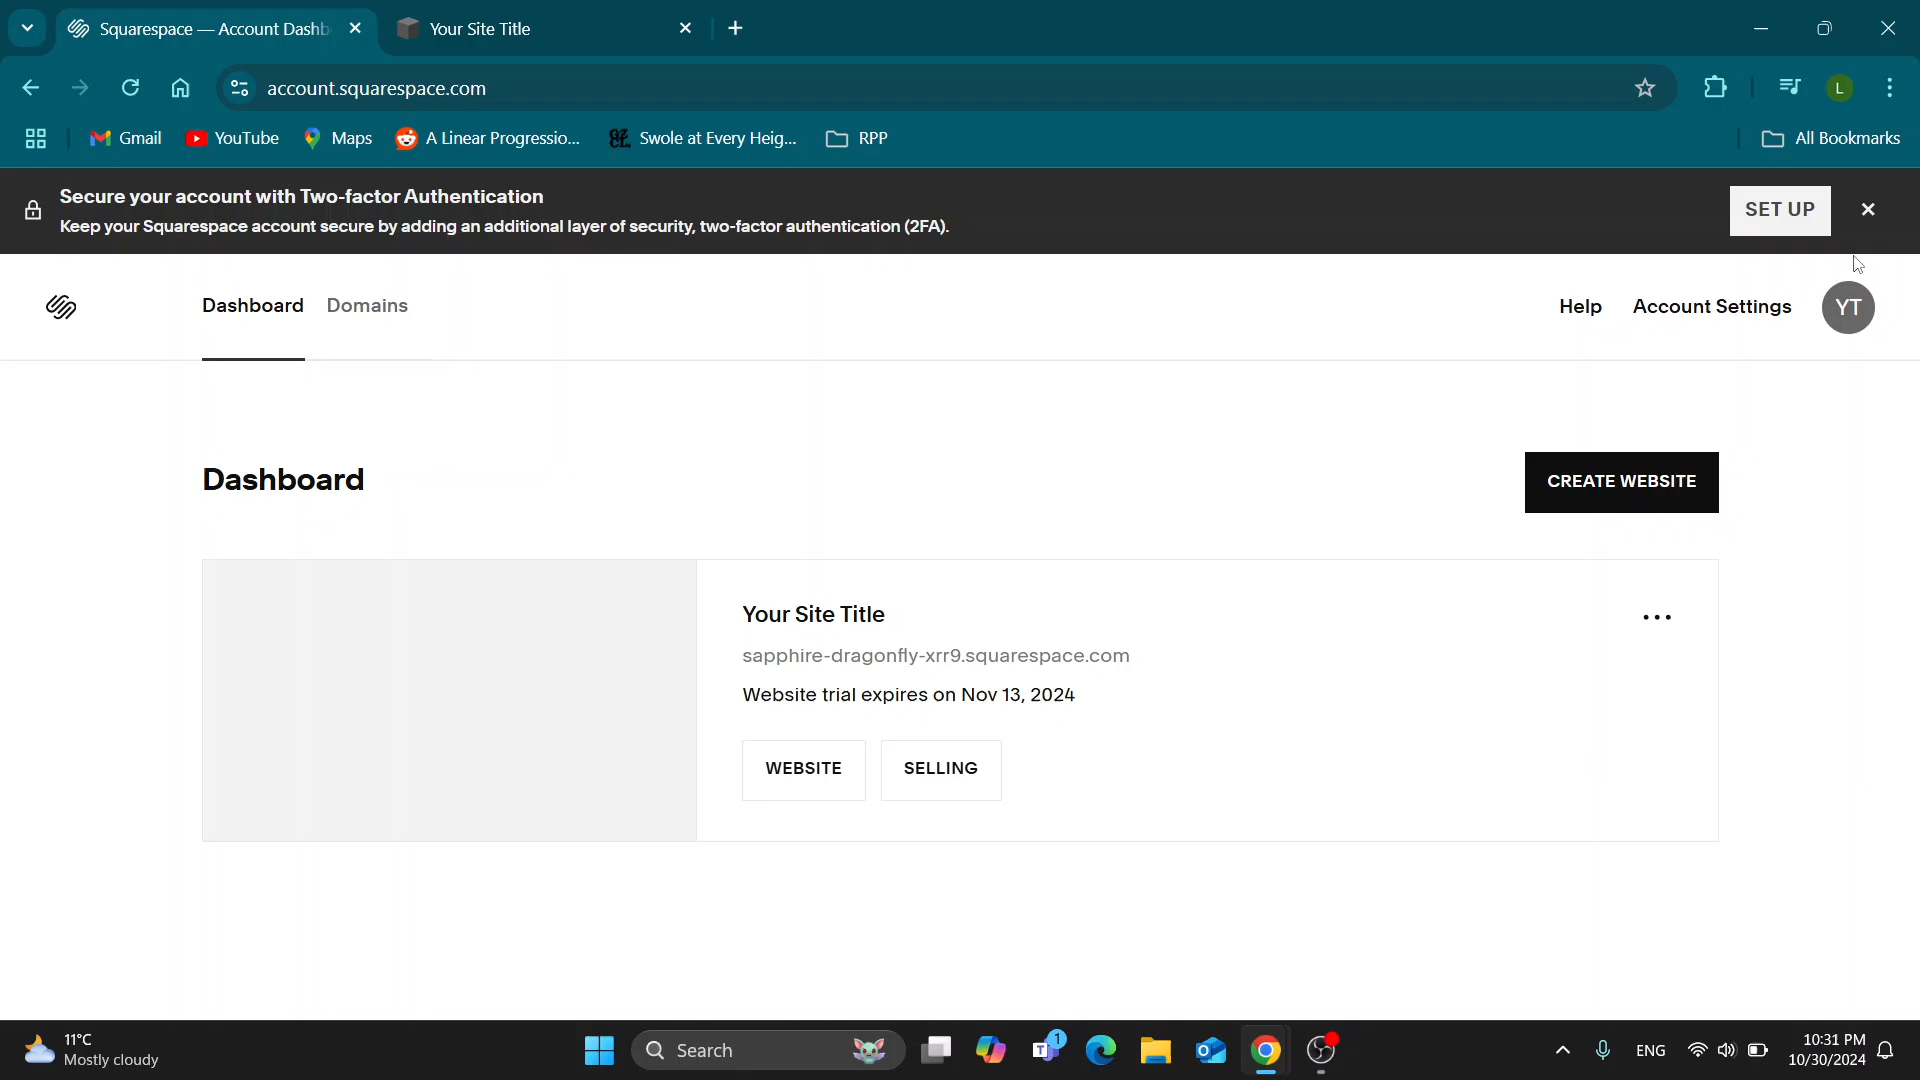 Squarespace — Account Dashb
Your Site Title
account.squarespace.com
L
Gmail
YouTube
Maps
A Linear Progressio...
Swole at Every Heig...
RPP
All Bookmarks
Secure your account with Two-factor Authentication
Keep your Squarespace account secure by adding an additional layer of security, two-factor authentication (2FA).
SET UP
Dashboard
Domains
Help
Account Settings
YT
Dashboard
CREATE WEBSITE
Your Site Title
sapphire-dragonfly-xrr9.squarespace.com
Website trial expires on Nov 13, 2024
WEBSITE
SELLING
11°C
Mostly cloudy
Search
1
ENG
10:31 PM
10/30/2024